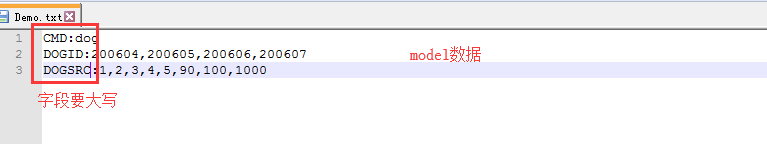 Demo.txt
1 CMD:dog
2 DOGID:200604,200605,200606,200607
model数据
3 DOGSRC:1,2,3,4,5,90,100,1000
字段要大写